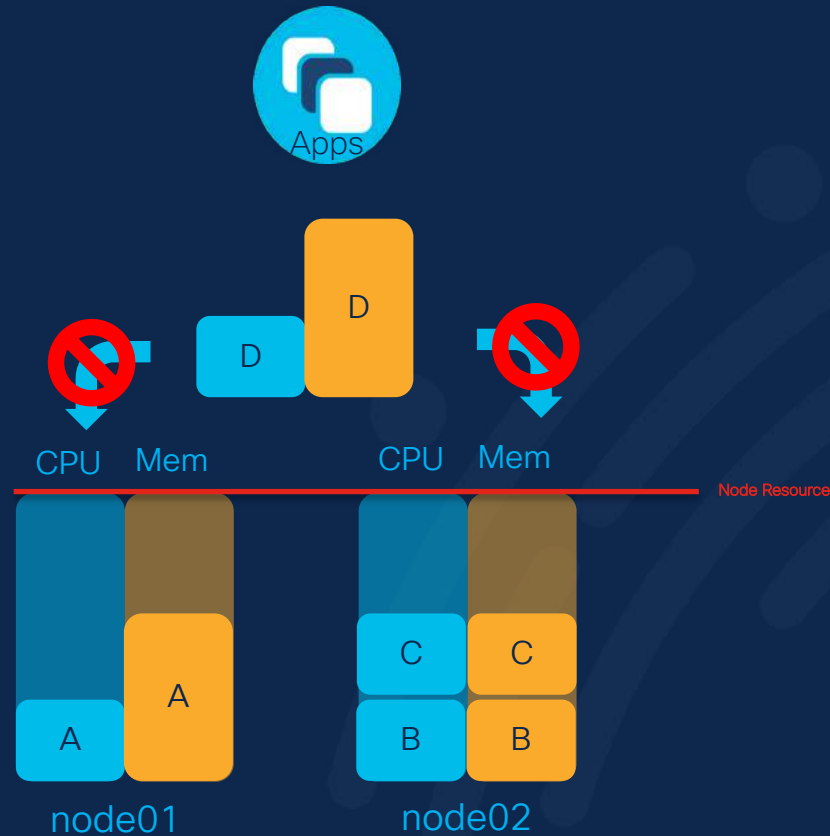 Apps
D
D
CPU Mem
CPU Mem
Node Resource
A
A
C C
B B
node01
node02